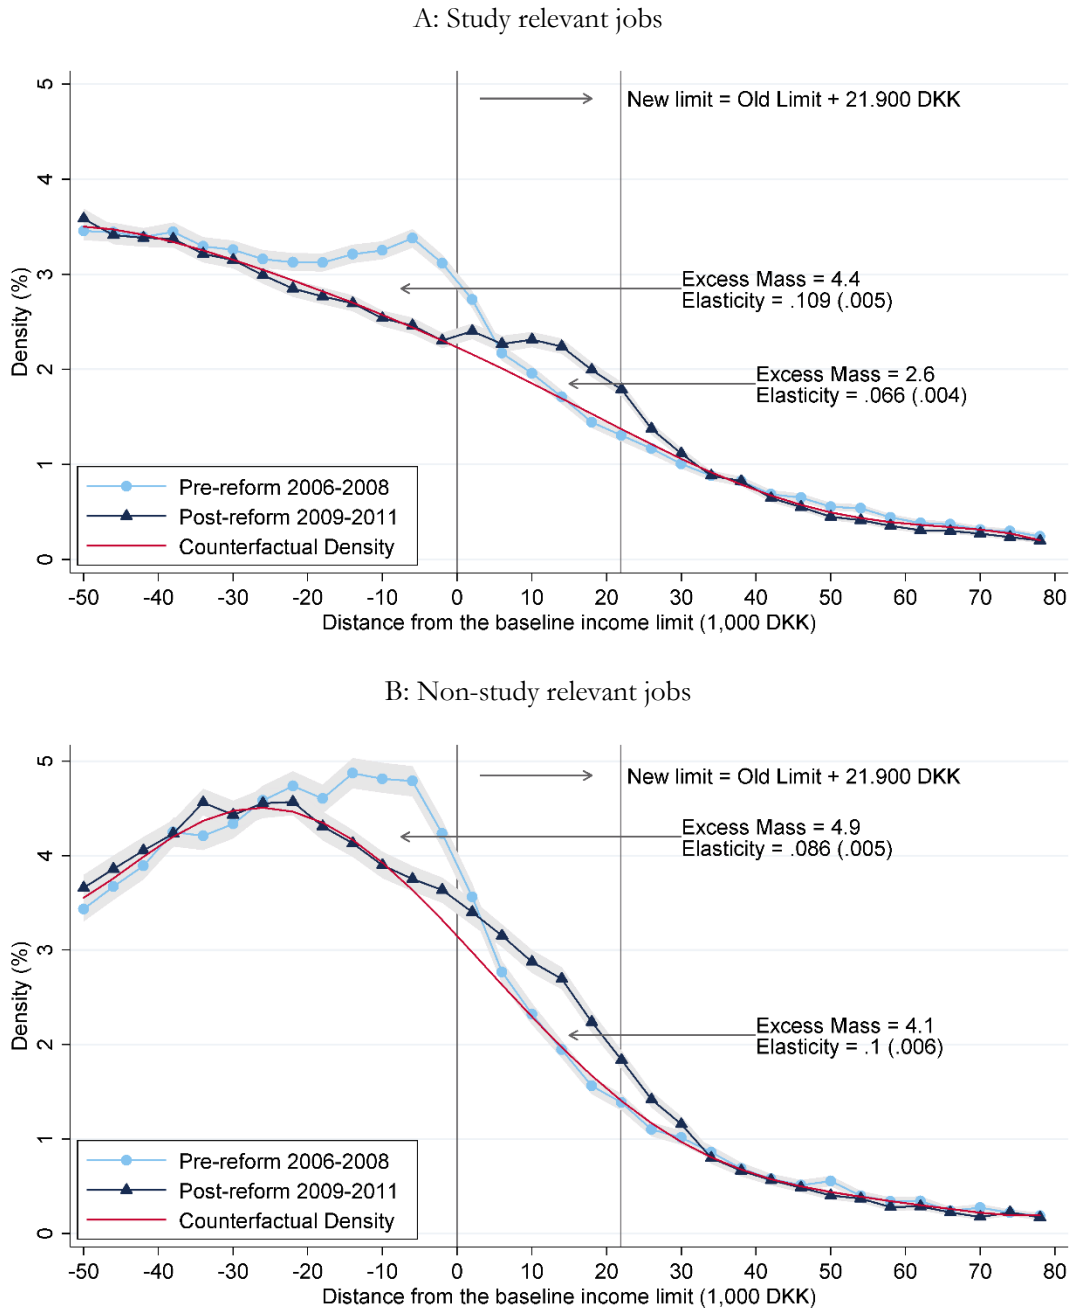 A: Study relevant jobs
New limit = Old Limit + 21.900 DKK
Excess Mass = 4.4
Elasticity = .109 (.005)
Excess Mass = 2.6
Elasticity = .066 (.004)
Density (%)
0
1
2
3
4
5
Pre-reform 2006-2008
Post-reform 2009-2011
Counterfactual Density
-50
-40
-30
-20
-10
0
10
20
30
40
50
60
70
80
Distance from the baseline income limit (1,000 DKK)
B: Non-study relevant jobs
New limit = Old Limit + 21.900 DKK
Excess Mass = 4.9
Elasticity = .086 (.005)
Excess Mass = 4.1
Elasticity = .1 (.006)
Density (%)
0
1
2
3
4
5
Pre-reform 2006-2008
Post-reform 2009-2011
Counterfactual Density
-50
-40
-30
-20
-10
0
10
20
30
40
50
60
70
80
Distance from the baseline income limit (1,000 DKK)